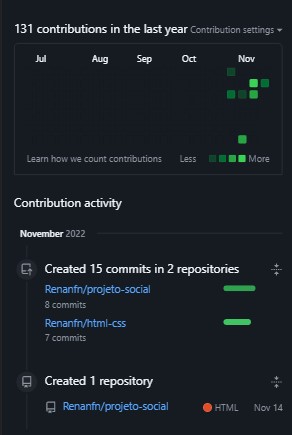 131 contributions in the last year Contribution settings
Jul Aug Sep Oct Nov
Learn how we count contributions Less More
Contribution activity
November 2022
Created 15 commits in 2 repositories
Renanfn/projeto-social
8 commits
Renanfn/html-css
7 commits
Created 1 repository
Renanfn/projeto-social HTML Nov 14